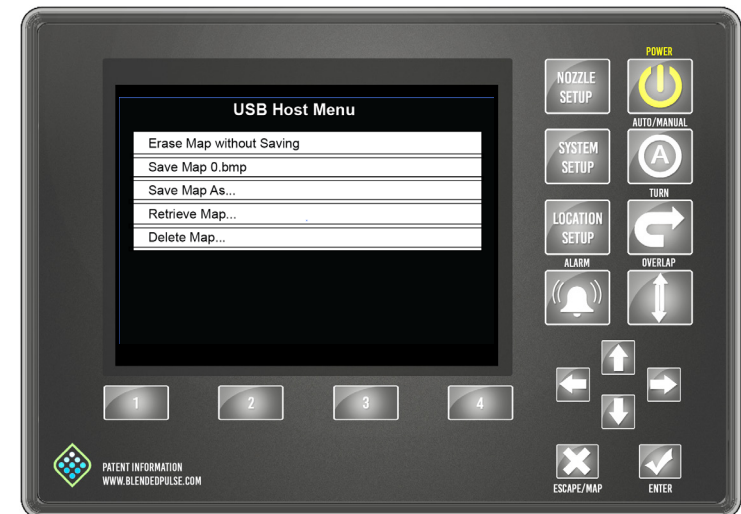 USB Host Menu
Erase Map without Saving
Save Map 0.bmp
Save Map As...
Retrieve Map...
Delete Map...
1
2
3
4
PATENT INFORMATION
WWW.BLENDEDPULSE.COM
POWER
NOZZLE
SETUP
AUTO/MANUAL
SYSTEM
SETUP
A
TURN
LOCATION
SETUP
ALARM
OVERLAP
ESCAPE/MAP
ENTER